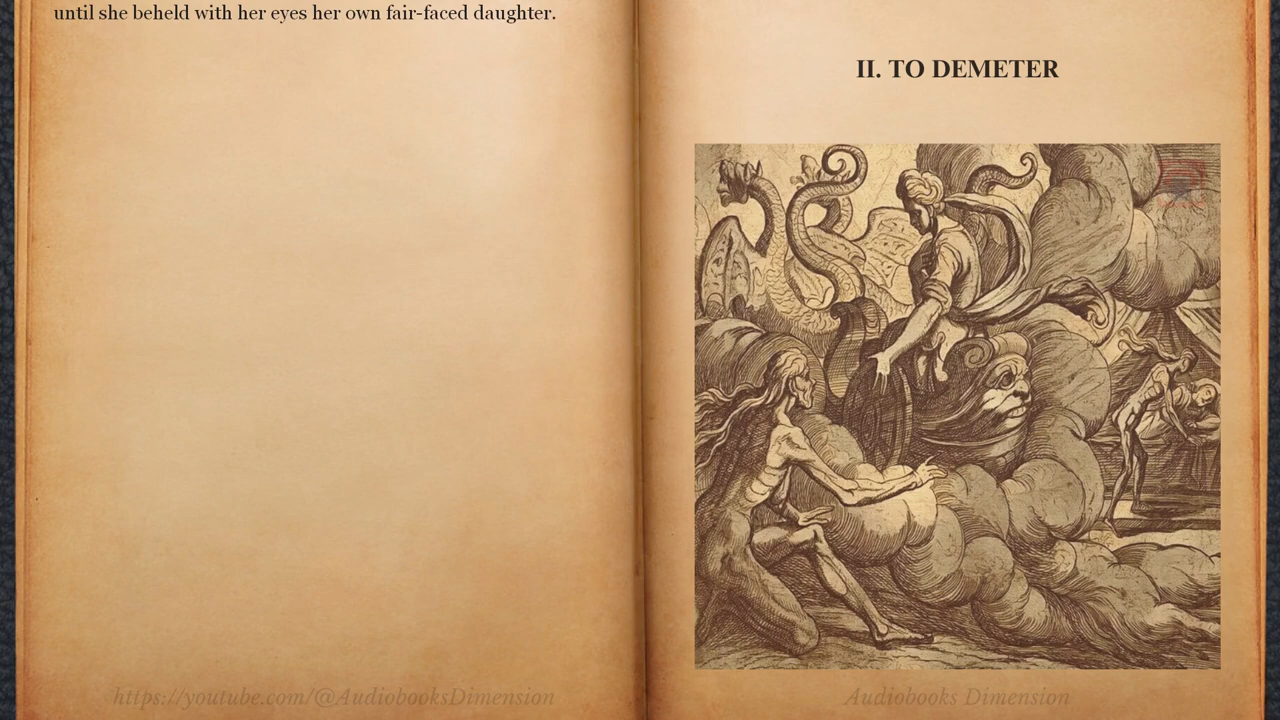 until she beheld with her eyes her own fair-faced daughter.
II. TO DEMETER
https://youtube.com/@AudiobooksDimension
Audiobooks Dimension